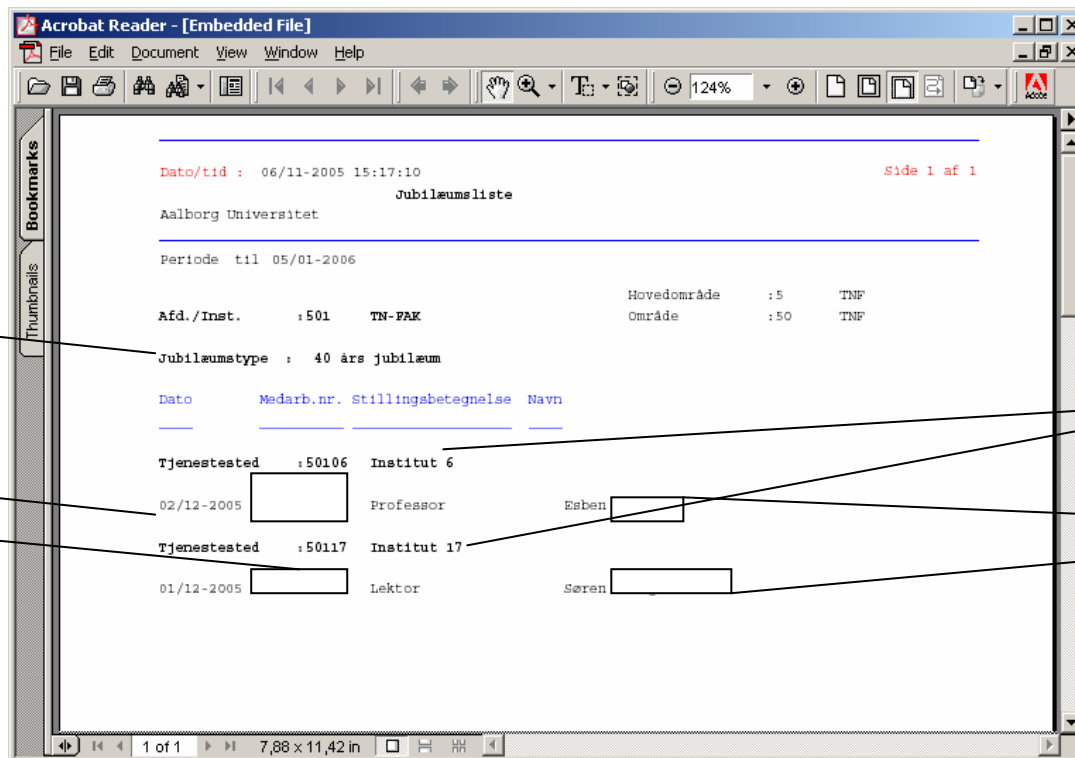 Acrobat Reader - [Embedded File]
File Edit Document View Window Help
124%
Adobe
Bookmarks
Thumbnails
Dato/tid : 06/11-2005 15:17:10 Side 1 af 1
Jubilæumsliste
Aalborg Universitet
Periode til 05/01-2006
Hovedområde :5 TNF
Afd./Inst. :501 TN-FAK Område :50 TNF
Jubilæumstype : 40 års jubilæum
Dato Medarb.nr. Stillingsbetegnelse Navn
Tjenestested :50106 Institut 6
02/12-2005 Professor Esben
Tjenestested :50117 Institut 17
01/12-2005 Lektor Søren
1 of 1 7,88 x 11,42 in